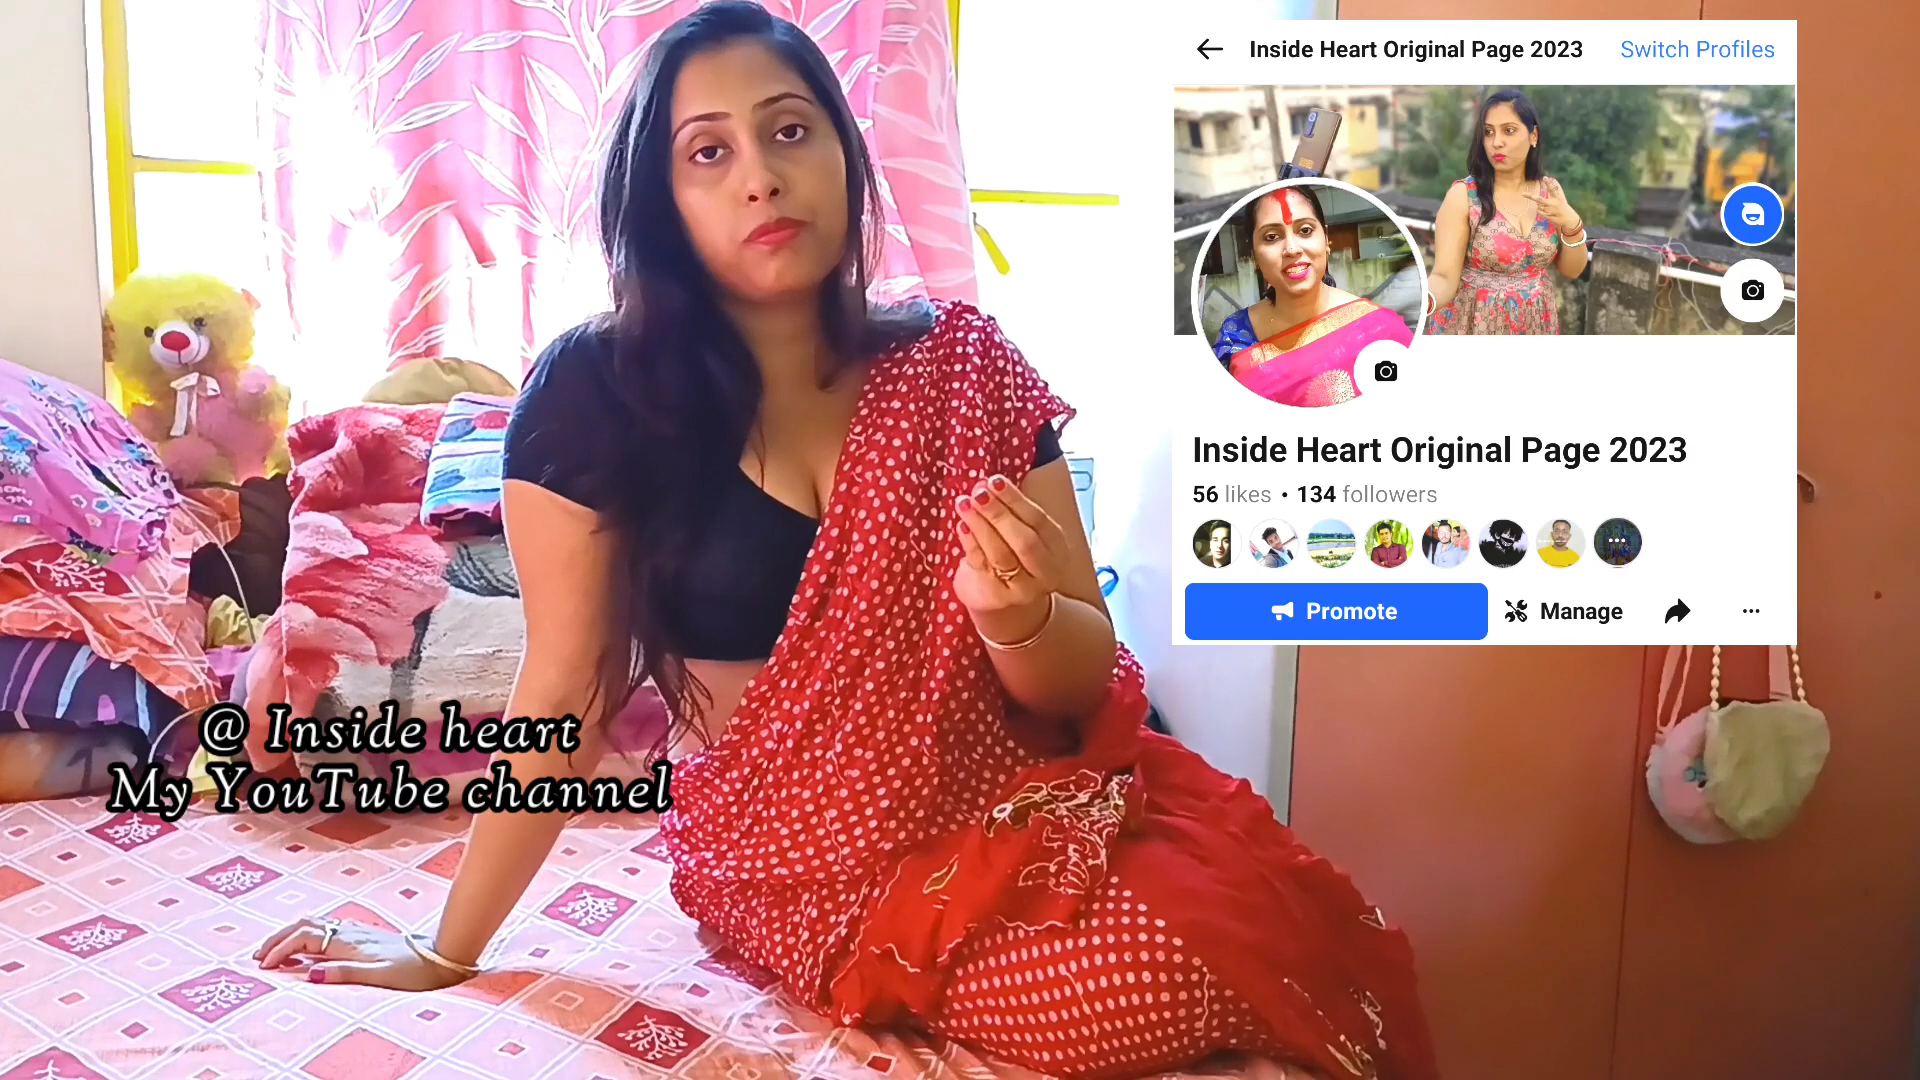 Inside Heart Original Page 2023 Switch Profiles
Inside Heart Original Page 2023
56 likes • 134 followers
Promote Manage
@ Inside heart
My YouTube channel